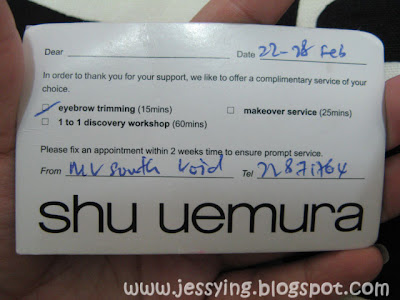 Dear Date 22-28 Feb
In order to thank you for your support, we like to offer a complimentary service of your
choice.
eyebrow trimming (15mins) makeover service (25mins)
1 to 1 discovery workshop (60mins)
Please fix an appointment within 2 weeks time to ensure prompt service.
From MV South Void Tel 22871764
shu uemura
www.jessying.blogspot.com